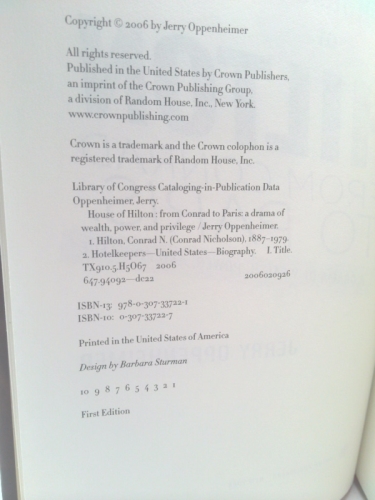 Copyright © 2006 by Jerry Oppenheimer
All rights reserved.
Published in the United States by Crown Publishers,
an imprint of the Crown Publishing Group,
a division of Random House, Inc., New York.
www.crownpublishing.com
Crown is a trademark and the Crown colophon is a
registered trademark of Random House, Inc.
Library of Congress Cataloging-in-Publication Data
Oppenheimer, Jerry.
House of Hilton : from Conrad to Paris: a drama of
wealth, power, and privilege / Jerry Oppenheimer.
1. Hilton, Conrad N. (Conrad Nicholson), 1887-1979.
2. Hotelkeepers—United States—Biography. I. Title.
TX910.5.H5O67 2006
647.94092—dc22 2006020926
ISBN-13: 978-0-307-33722-1
ISBN-10: 0-307-33722-7
Printed in the United States of America
Design by Barbara Sturman
10 9 8 7 6 5 4 3 2 1
First Edition